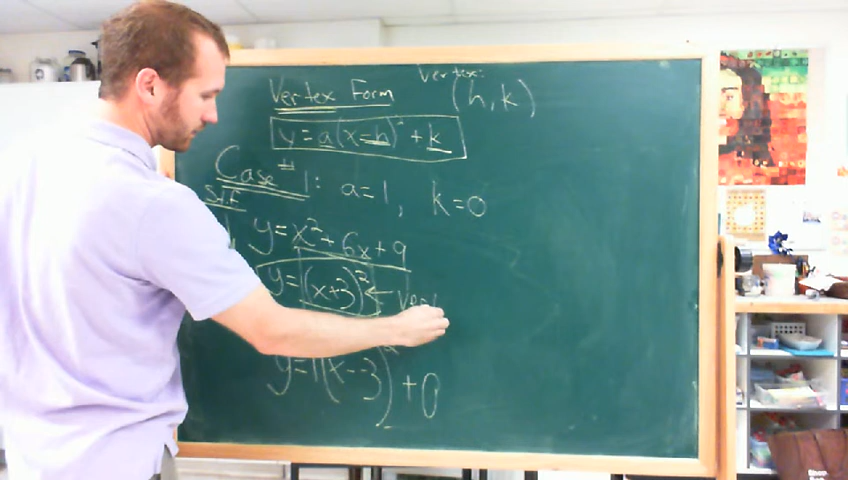 Vertex Form
Vertex:
(h, k)
y = a(x-h)² + k
Case #1: a=1, k=0
y = x² + 6x + 9
y = (x+3)² ←
y = 1(x--3)² + 0